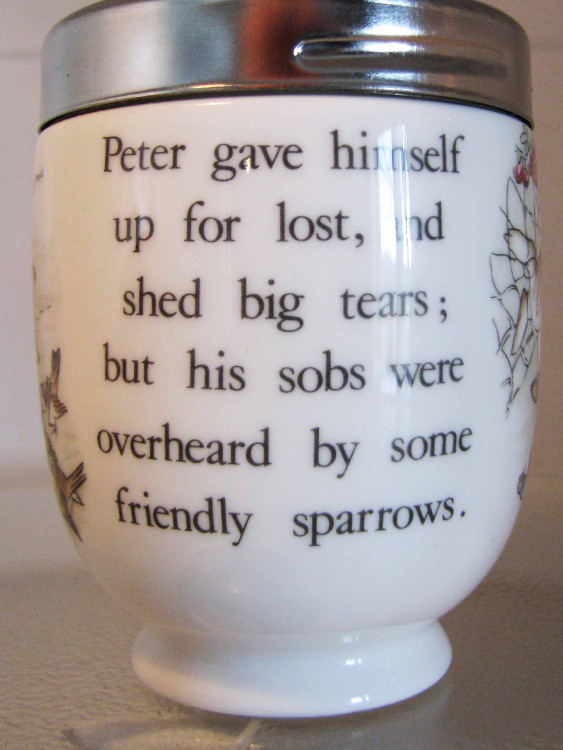 Peter gave himself
up for lost, and
shed big tears;
but his sobs were
overheard by some
friendly sparrows.